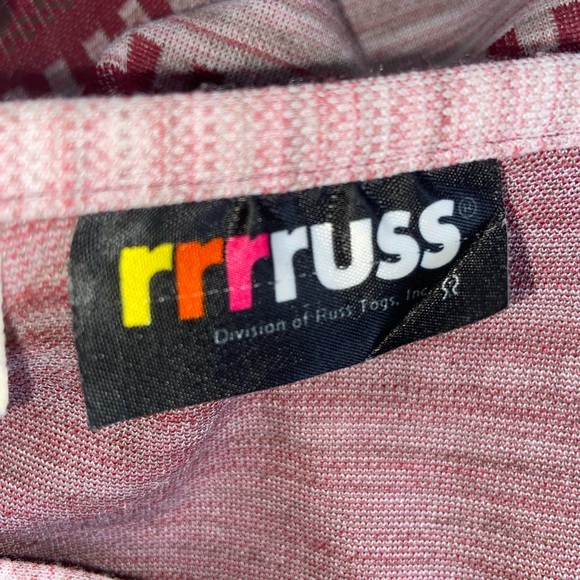 rrrruss®
Division of Russ Togs, Inc.